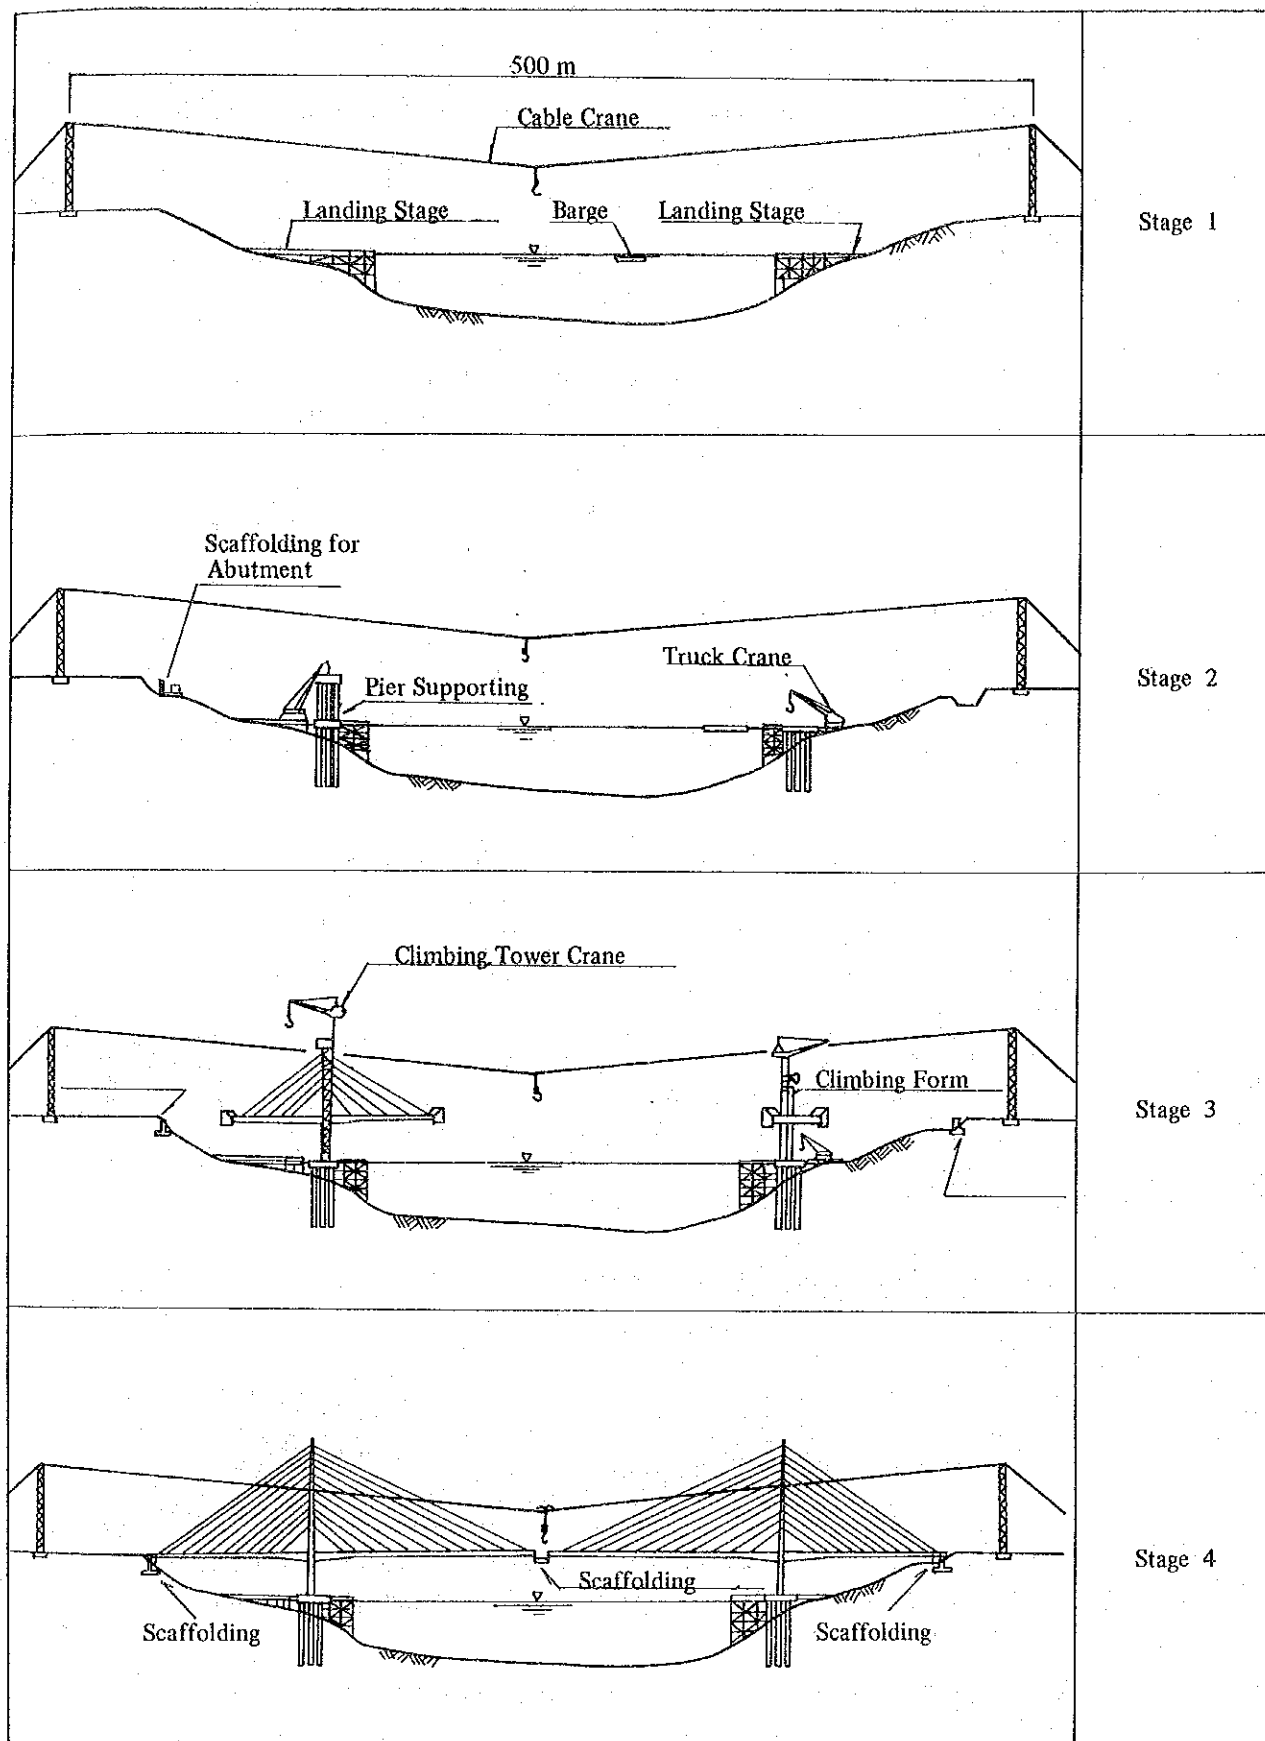 500 m
Cable Crane
Landing Stage
Barge
Landing Stage
Stage 1
Scaffolding for
Abutment
Truck Crane
Pier Supporting
Stage 2
Climbing Tower Crane
Climbing Form
Stage 3
Scaffolding
Stage 4
Scaffolding
Scaffolding